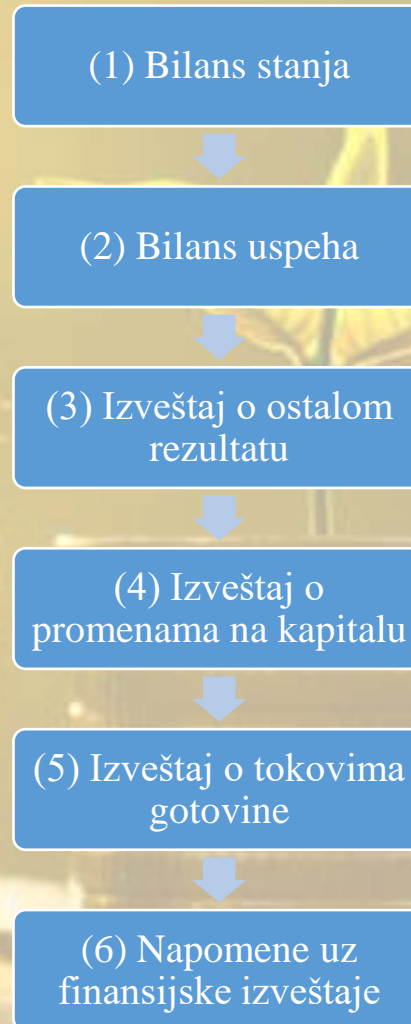 (1) Bilans stanja
(2) Bilans uspeha
(3) Izveštaj o ostalom
rezultatu
(4) Izveštaj o
promenama na kapitalu
(5) Izveštaj o tokovima
gotovine
(6) Napomene uz
finansijske izveštaje